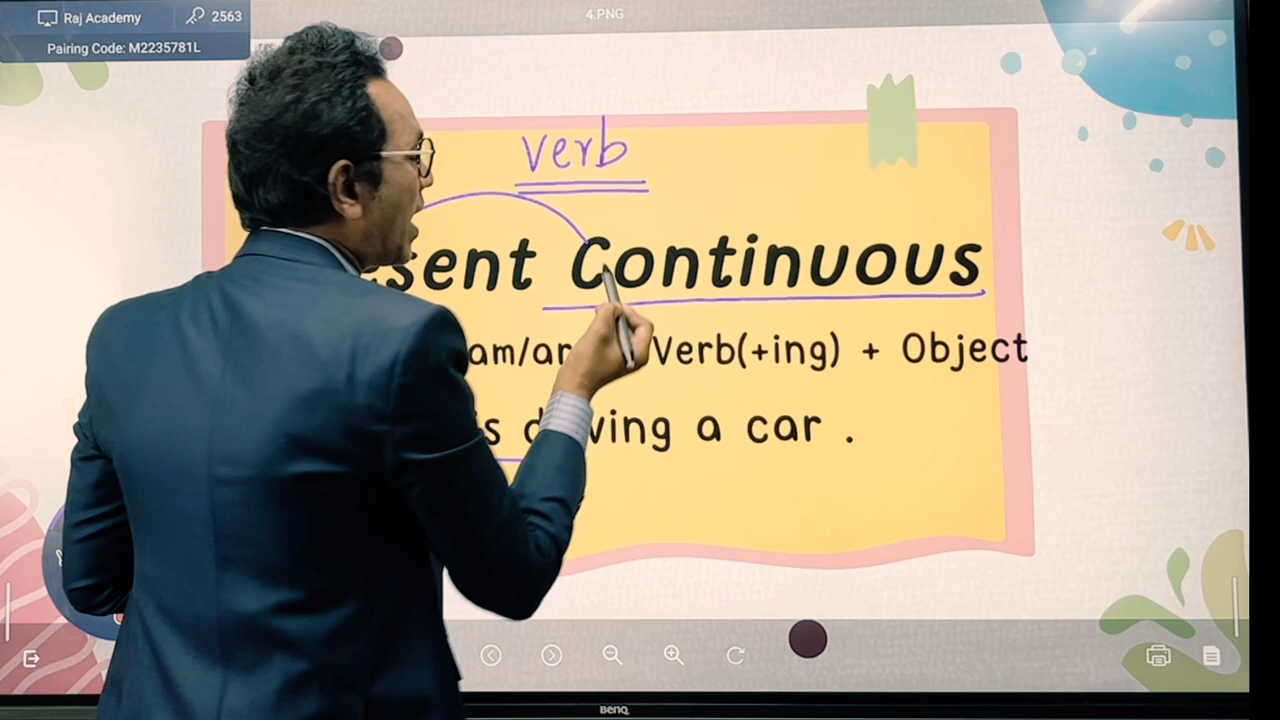 Raj Academy 2563
Pairing Code: M2235781L
4.PNG
verb
sent Continuous
am/ar Verb(+ing) + Object
s d ving a car .
BenQ